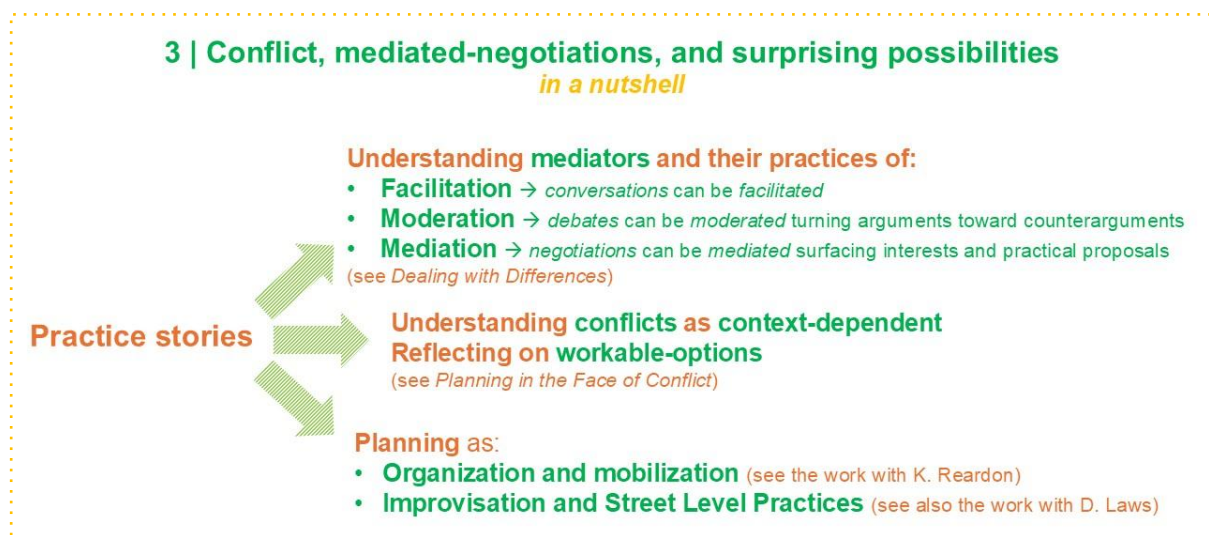 3 | Conflict, mediated-negotiations, and surprising possibilities
in a nutshell
Understanding mediators and their practices of:
• Facilitation → conversations can be facilitated
• Moderation → debates can be moderated turning arguments toward counterarguments
• Mediation → negotiations can be mediated surfacing interests and practical proposals
(see Dealing with Differences)
Practice stories
Understanding conflicts as context-dependent
Reflecting on workable-options
(see Planning in the Face of Conflict)
Planning as:
• Organization and mobilization (see the work with K. Reardon)
• Improvisation and Street Level Practices (see also the work with D. Laws)